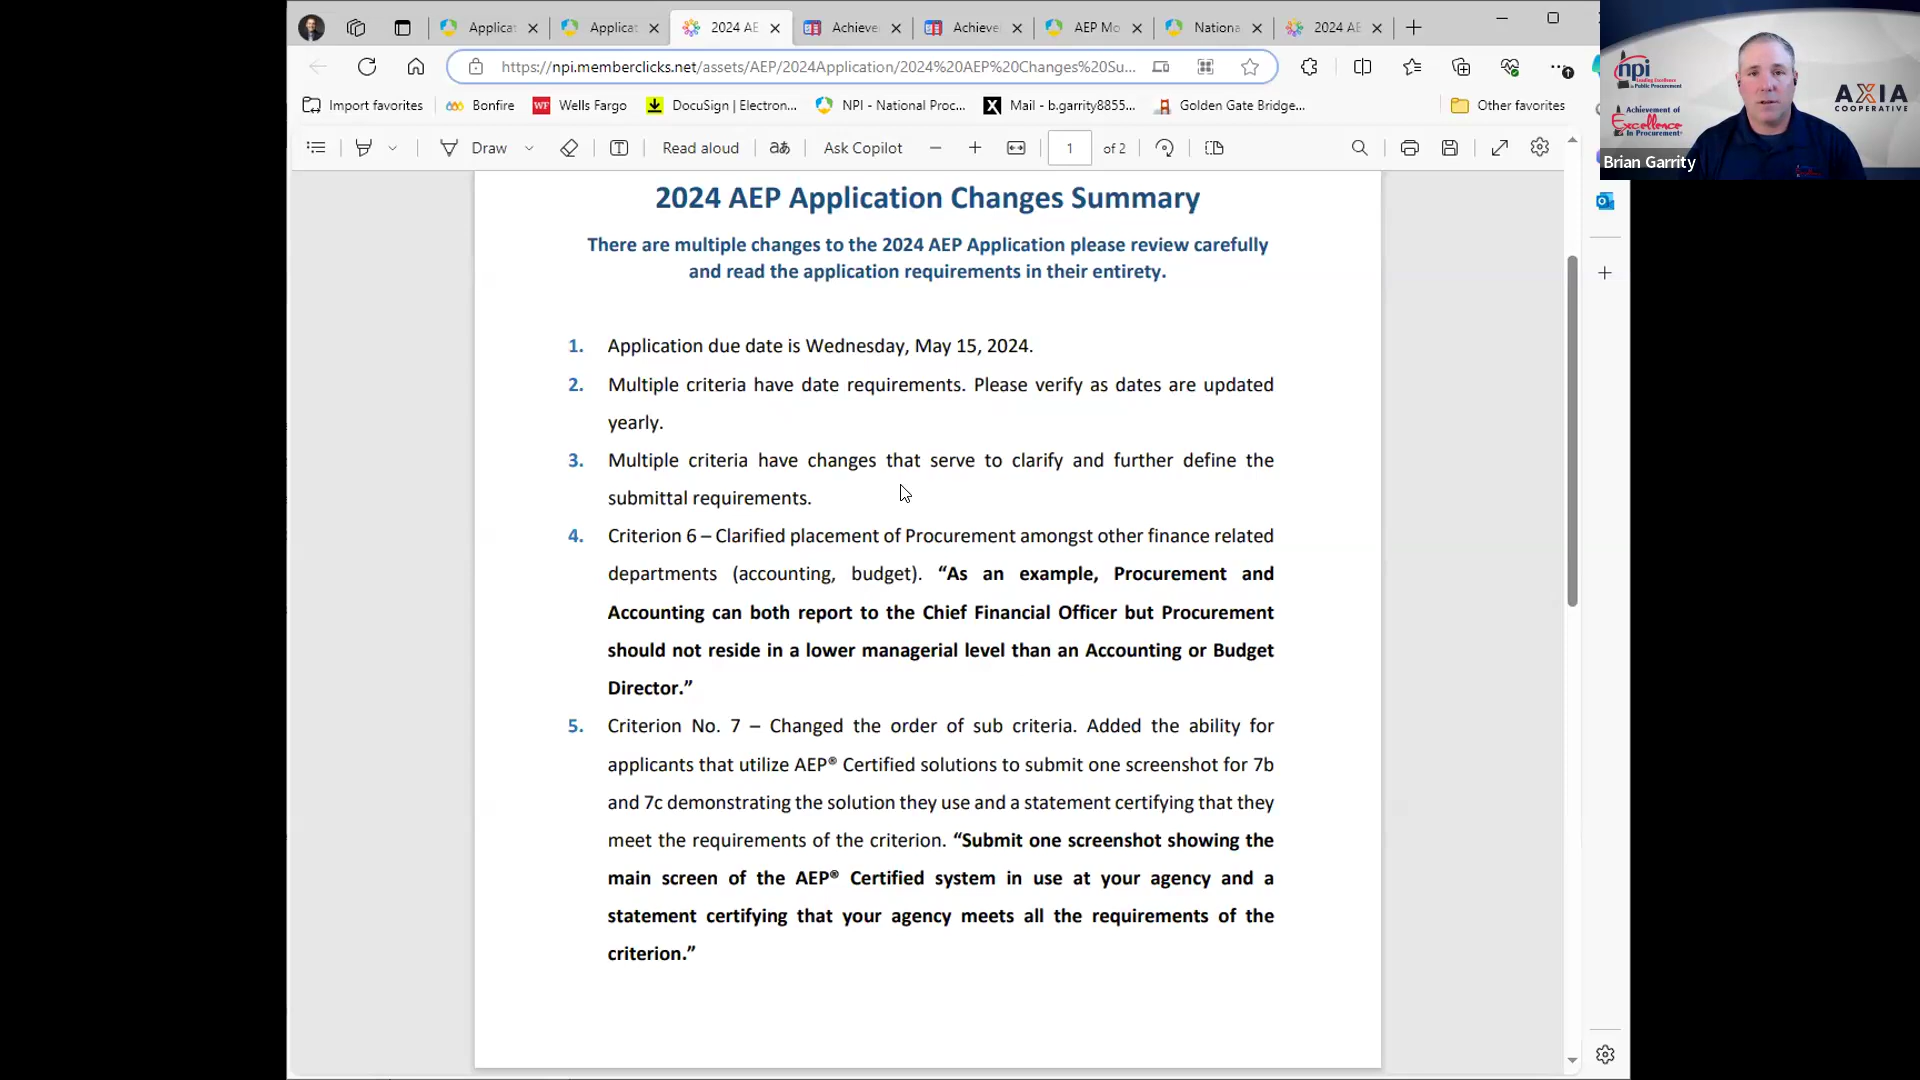 Applicat
Applicat
2024 AE
Achieve
Achieve
AEP Mo
Nationa
2024 AE
https://npi.memberclicks.net/assets/AEP/2024Application/2024%20AEP%20Changes%20Su...
Import favorites
Bonfire
WF Wells Fargo
DocuSign | Electron...
NPI - National Proc...
X Mail - b.garrity8855...
Golden Gate Bridge...
Other favorites
Draw
Read aloud
aあ
Ask Copilot
1 of 2
npi
Leading Excellence
in Public Procurement
Achievement of
Excellence
In Procurement
AXIA
COOPERATIVE
Brian Garrity
2024 AEP Application Changes Summary
There are multiple changes to the 2024 AEP Application please review carefully
and read the application requirements in their entirety.
1. Application due date is Wednesday, May 15, 2024.
2. Multiple criteria have date requirements. Please verify as dates are updated
yearly.
3. Multiple criteria have changes that serve to clarify and further define the
submittal requirements.
4. Criterion 6 – Clarified placement of Procurement amongst other finance related
departments (accounting, budget). “As an example, Procurement and
Accounting can both report to the Chief Financial Officer but Procurement
should not reside in a lower managerial level than an Accounting or Budget
Director.”
5. Criterion No. 7 – Changed the order of sub criteria. Added the ability for
applicants that utilize AEP® Certified solutions to submit one screenshot for 7b
and 7c demonstrating the solution they use and a statement certifying that they
meet the requirements of the criterion. “Submit one screenshot showing the
main screen of the AEP® Certified system in use at your agency and a
statement certifying that your agency meets all the requirements of the
criterion.”